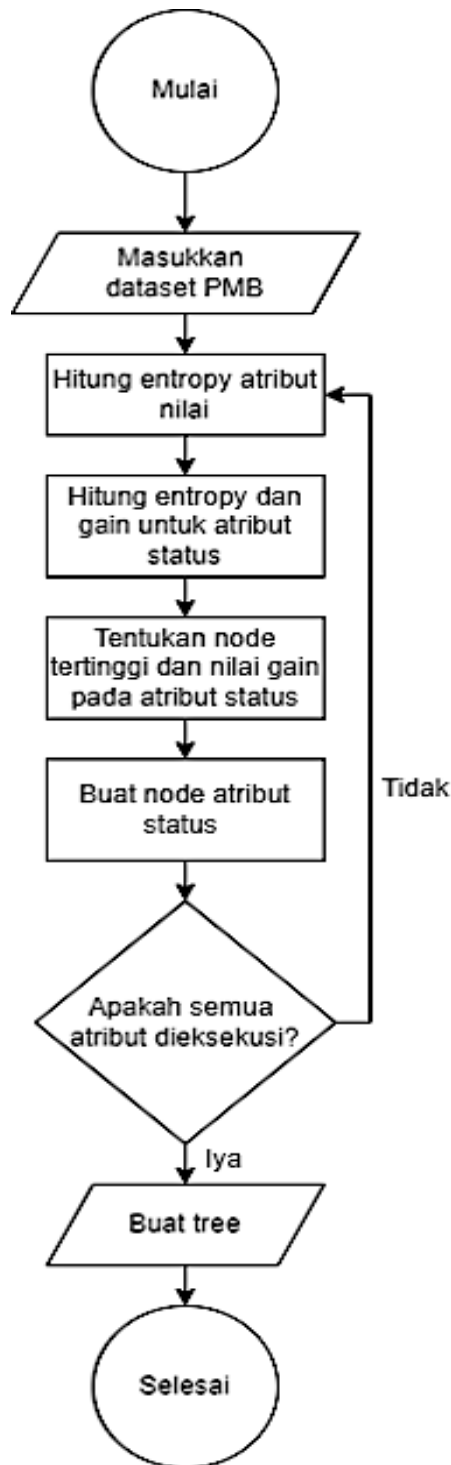 Mulai
Masukkan
dataset PMB
Hitung entropy atribut
nilai
Hitung entropy dan
gain untuk atribut
status
Tentukan node
tertinggi dan nilai gain
pada atribut status
Buat node atribut
status
Tidak
Apakah semua
atribut dieksekusi?
Iya
Buat tree
Selesai